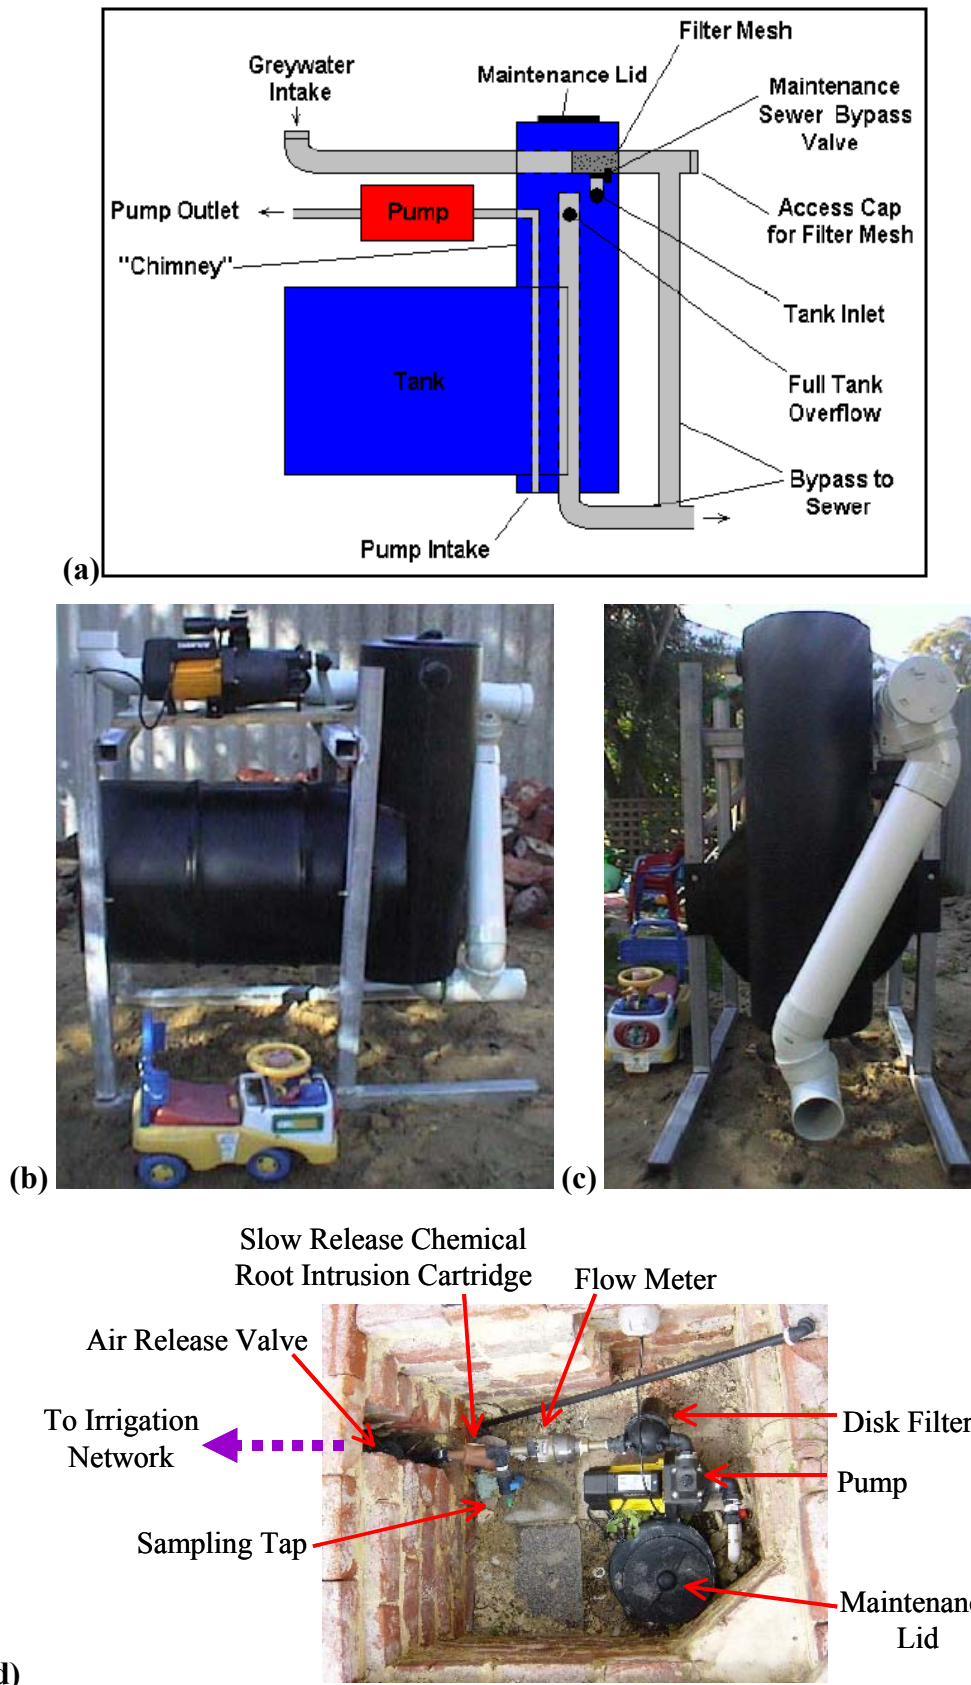 Filter Mesh
Greywater
Intake
Maintenance Lid
Maintenance
Sewer Bypass
Valve
Pump Outlet
Pump
Access Cap
for Filter Mesh
"Chimney"
Tank Inlet
Tank
Full Tank
Overflow
Bypass to
Sewer
Pump Intake
(a)
(b)
(c)
Slow Release Chemical
Root Intrusion Cartridge
Flow Meter
Air Release Valve
To Irrigation
Network
Disk Filter
Pump
Sampling Tap
Maintenanc
Lid
d)